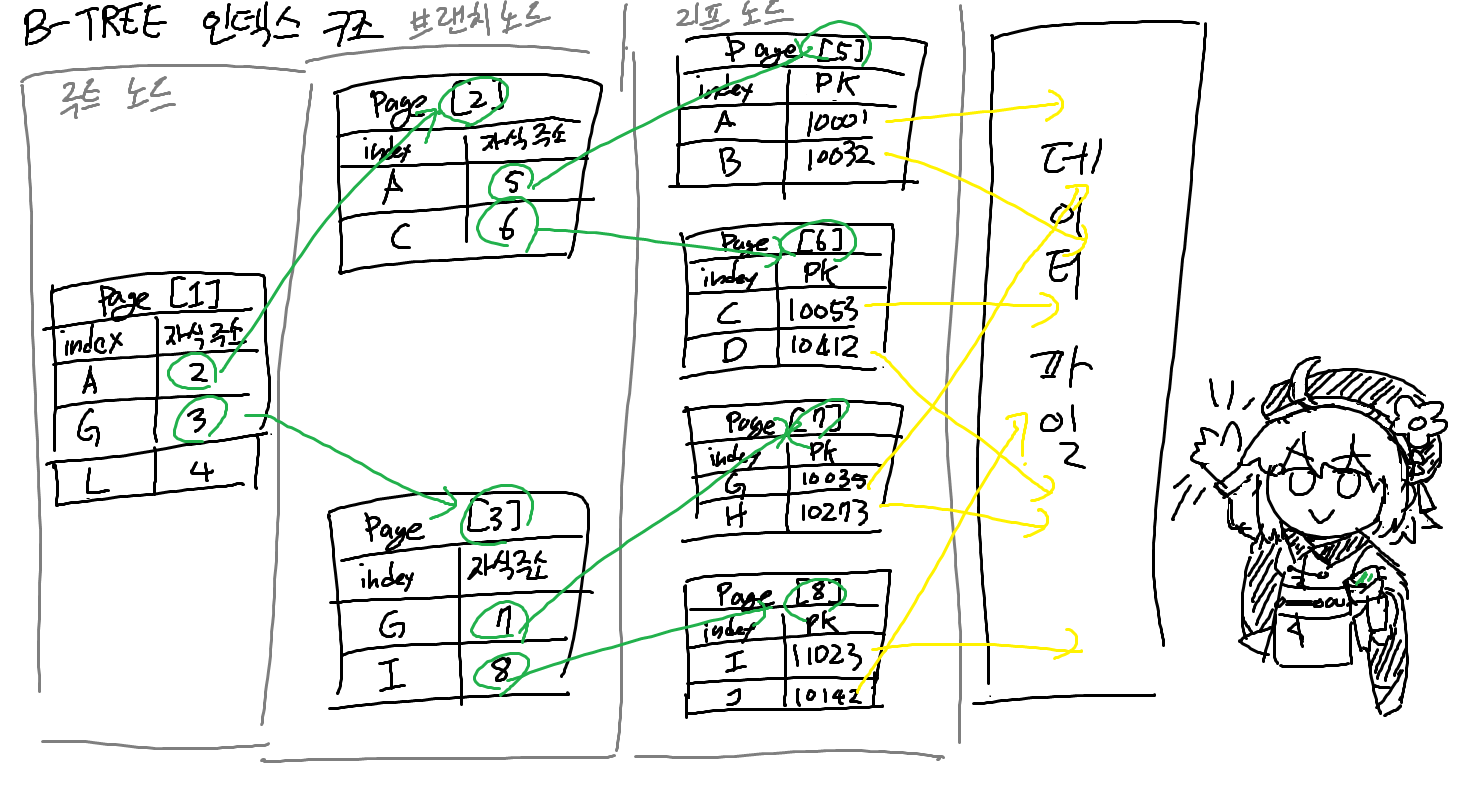 B-TREE 인덱스 구조
루트 노드
Page [1]
index 자식주소
A 2
G 3
L 4
브랜치노드
Page [2]
index 자식주소
A 5
C 6
Page [3]
index 자식주소
G 7
I 8
리프 노드
Page [5]
index PK
A 10001
B 10032
Page [6]
index PK
C 10053
D 10412
Page [7]
index PK
G 10035
H 10273
Page [8]
index PK
I 11023
J 10142
데
이
터
파
일